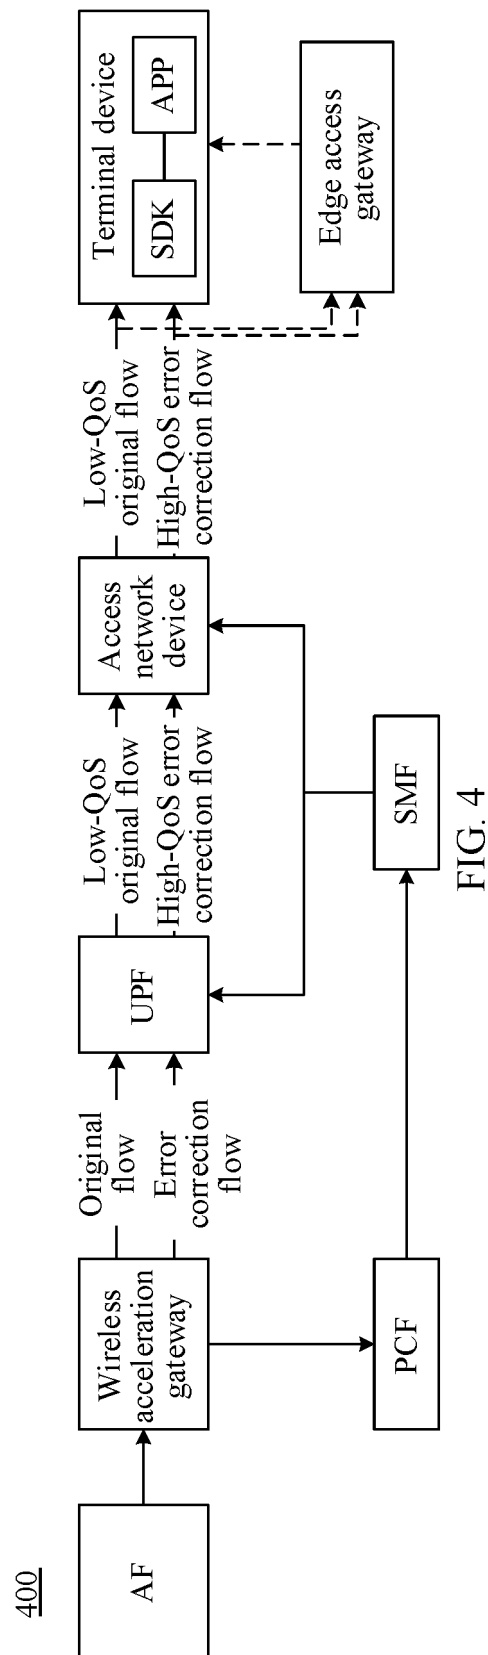 400
AF
Wireless
acceleration
gateway
Original
flow
Error
correction
flow
UPF
Low-QoS
original flow
High-QoS error
correction flow
Access
network
device
Low-QoS
original flow
High-QoS error
correction flow
Terminal device
SDK
APP
Edge access
gateway
PCF
SMF
FIG. 4